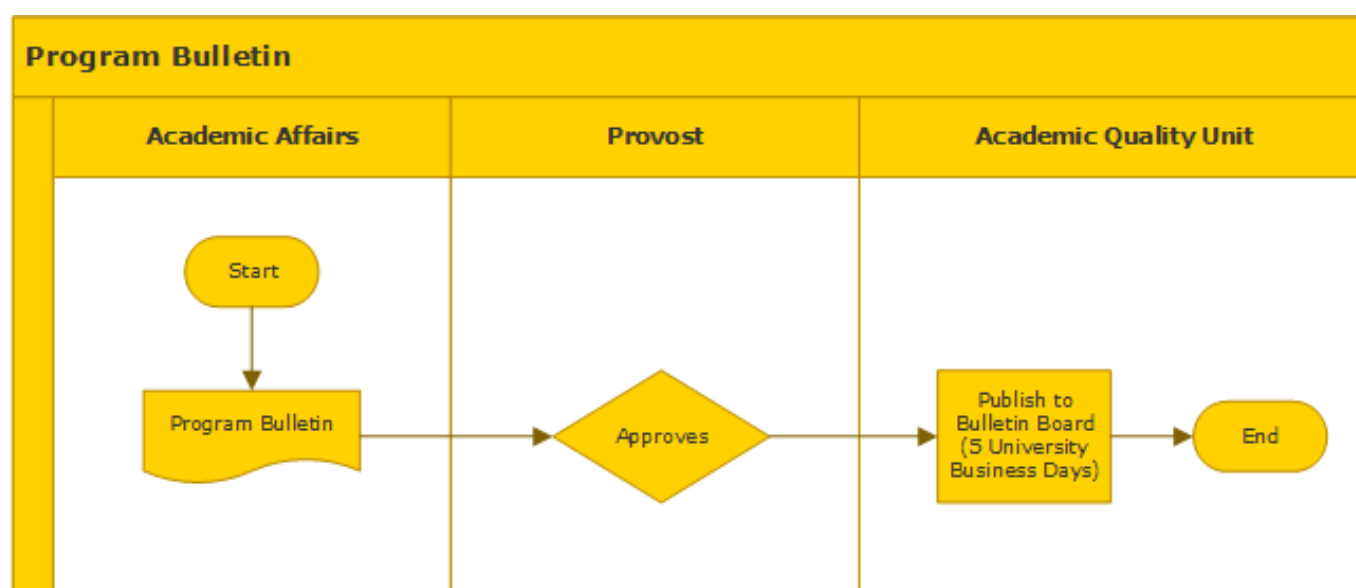 Program Bulletin
Academic Affairs
Provost
Academic Quality Unit
Start
Program Bulletin
Approves
Publish to
Bulletin Board
(5 University
Business Days)
End